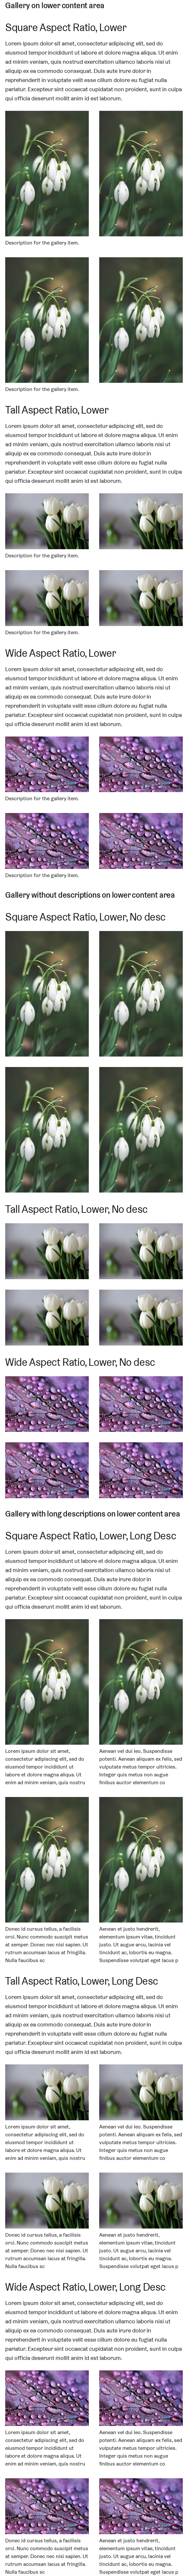 Gallery on lower content area
Square Aspect Ratio, Lower
Lorem ipsum dolor sit amet, consectetur adipiscing elit, sed do
eiusmod tempor incididunt ut labore et dolore magna aliqua. Ut enim
ad minim veniam, quis nostrud exercitation ullamco laboris nisi ut
aliquip ex ea commodo consequat. Duis aute irure dolor in
reprehenderit in voluptate velit esse cillum dolore eu fugiat nulla
pariatur. Excepteur sint occaecat cupidatat non proident, sunt in culpa
qui officia deserunt mollit anim id est laborum.
Description for the gallery item.
Description for the gallery item.
Tall Aspect Ratio, Lower
Lorem ipsum dolor sit amet, consectetur adipiscing elit, sed do
eiusmod tempor incididunt ut labore et dolore magna aliqua. Ut enim
ad minim veniam, quis nostrud exercitation ullamco laboris nisi ut
aliquip ex ea commodo consequat. Duis aute irure dolor in
reprehenderit in voluptate velit esse cillum dolore eu fugiat nulla
pariatur. Excepteur sint occaecat cupidatat non proident, sunt in culpa
qui officia deserunt mollit anim id est laborum.
Description for the gallery item.
Description for the gallery item.
Wide Aspect Ratio, Lower
Lorem ipsum dolor sit amet, consectetur adipiscing elit, sed do
eiusmod tempor incididunt ut labore et dolore magna aliqua. Ut enim
ad minim veniam, quis nostrud exercitation ullamco laboris nisi ut
aliquip ex ea commodo consequat. Duis aute irure dolor in
reprehenderit in voluptate velit esse cillum dolore eu fugiat nulla
pariatur. Excepteur sint occaecat cupidatat non proident, sunt in culpa
qui officia deserunt mollit anim id est laborum.
Description for the gallery item.
Description for the gallery item.
Gallery without descriptions on lower content area
Square Aspect Ratio, Lower, No desc
Tall Aspect Ratio, Lower, No desc
Wide Aspect Ratio, Lower, No desc
Gallery with long descriptions on lower content area
Square Aspect Ratio, Lower, Long Desc
Lorem ipsum dolor sit amet, consectetur adipiscing elit, sed do
eiusmod tempor incididunt ut labore et dolore magna aliqua. Ut enim
ad minim veniam, quis nostrud exercitation ullamco laboris nisi ut
aliquip ex ea commodo consequat. Duis aute irure dolor in
reprehenderit in voluptate velit esse cillum dolore eu fugiat nulla
pariatur. Excepteur sint occaecat cupidatat non proident, sunt in culpa
qui officia deserunt mollit anim id est laborum.
Lorem ipsum dolor sit amet,
consectetur adipiscing elit, sed do
eiusmod tempor incididunt ut
labore et dolore magna aliqua. Ut
enim ad minim veniam, quis nostru
Aenean vel dui leo. Suspendisse
potenti. Aenean aliquam ex felis, sed
vulputate metus tempor ultricies.
Integer quis metus non augue
finibus auctor elementum co
Donec id cursus tellus, a facilisis
orci. Nunc commodo suscipit metus
at semper. Donec nec nisi sapien. Ut
rutrum accumsan lacus at fringilla.
Nulla faucibus sc
Aenean et justo hendrerit,
elementum ipsum vitae, tincidunt
justo. Ut augue arcu, lacinia vel
tincidunt ac, lobortis eu magna.
Suspendisse volutpat eget lacus p
Tall Aspect Ratio, Lower, Long Desc
Lorem ipsum dolor sit amet, consectetur adipiscing elit, sed do
eiusmod tempor incididunt ut labore et dolore magna aliqua. Ut enim
ad minim veniam, quis nostrud exercitation ullamco laboris nisi ut
aliquip ex ea commodo consequat. Duis aute irure dolor in
reprehenderit in voluptate velit esse cillum dolore eu fugiat nulla
pariatur. Excepteur sint occaecat cupidatat non proident, sunt in culpa
qui officia deserunt mollit anim id est laborum.
Lorem ipsum dolor sit amet,
consectetur adipiscing elit, sed do
eiusmod tempor incididunt ut
labore et dolore magna aliqua. Ut
enim ad minim veniam, quis nostru
Aenean vel dui leo. Suspendisse
potenti. Aenean aliquam ex felis, sed
vulputate metus tempor ultricies.
Integer quis metus non augue
finibus auctor elementum co
Donec id cursus tellus, a facilisis
orci. Nunc commodo suscipit metus
at semper. Donec nec nisi sapien. Ut
rutrum accumsan lacus at fringilla.
Nulla faucibus sc
Aenean et justo hendrerit,
elementum ipsum vitae, tincidunt
justo. Ut augue arcu, lacinia vel
tincidunt ac, lobortis eu magna.
Suspendisse volutpat eget lacus p
Wide Aspect Ratio, Lower, Long Desc
Lorem ipsum dolor sit amet, consectetur adipiscing elit, sed do
eiusmod tempor incididunt ut labore et dolore magna aliqua. Ut enim
ad minim veniam, quis nostrud exercitation ullamco laboris nisi ut
aliquip ex ea commodo consequat. Duis aute irure dolor in
reprehenderit in voluptate velit esse cillum dolore eu fugiat nulla
pariatur. Excepteur sint occaecat cupidatat non proident, sunt in culpa
qui officia deserunt mollit anim id est laborum.
Lorem ipsum dolor sit amet,
consectetur adipiscing elit, sed do
eiusmod tempor incididunt ut
labore et dolore magna aliqua. Ut
enim ad minim veniam, quis nostru
Aenean vel dui leo. Suspendisse
potenti. Aenean aliquam ex felis, sed
vulputate metus tempor ultricies.
Integer quis metus non augue
finibus auctor elementum co
Donec id cursus tellus, a facilisis
orci. Nunc commodo suscipit metus
at semper. Donec nec nisi sapien. Ut
rutrum accumsan lacus at fringilla.
Nulla faucibus sc
Aenean et justo hendrerit,
elementum ipsum vitae, tincidunt
justo. Ut augue arcu, lacinia vel
tincidunt ac, lobortis eu magna.
Suspendisse volutpat eget lacus p